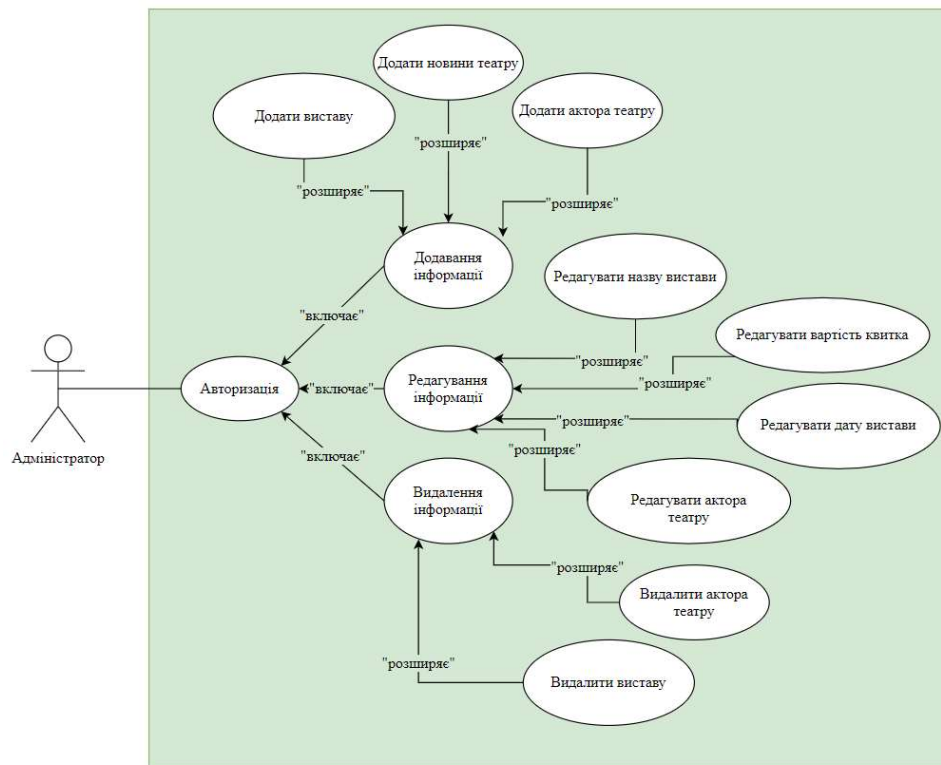 Додати новини театру
Додати виставу
Додати актора театру
"розширяє"
"розширяє"
"розширяє"
Додавання
інформації
Редагувати назву вистави
"включає"
Редагувати вартість квитка
"розширяє"
"розширяє"
Авторизація
"включає"
Редагування
інформації
"розширяє"
Редагувати дату вистави
"розширяє"
Адміністратор
"включає"
Видалення
інформації
Редагувати актора
театру
"розширяє"
Видалити актора
театру
"розширяє"
Видалити виставу